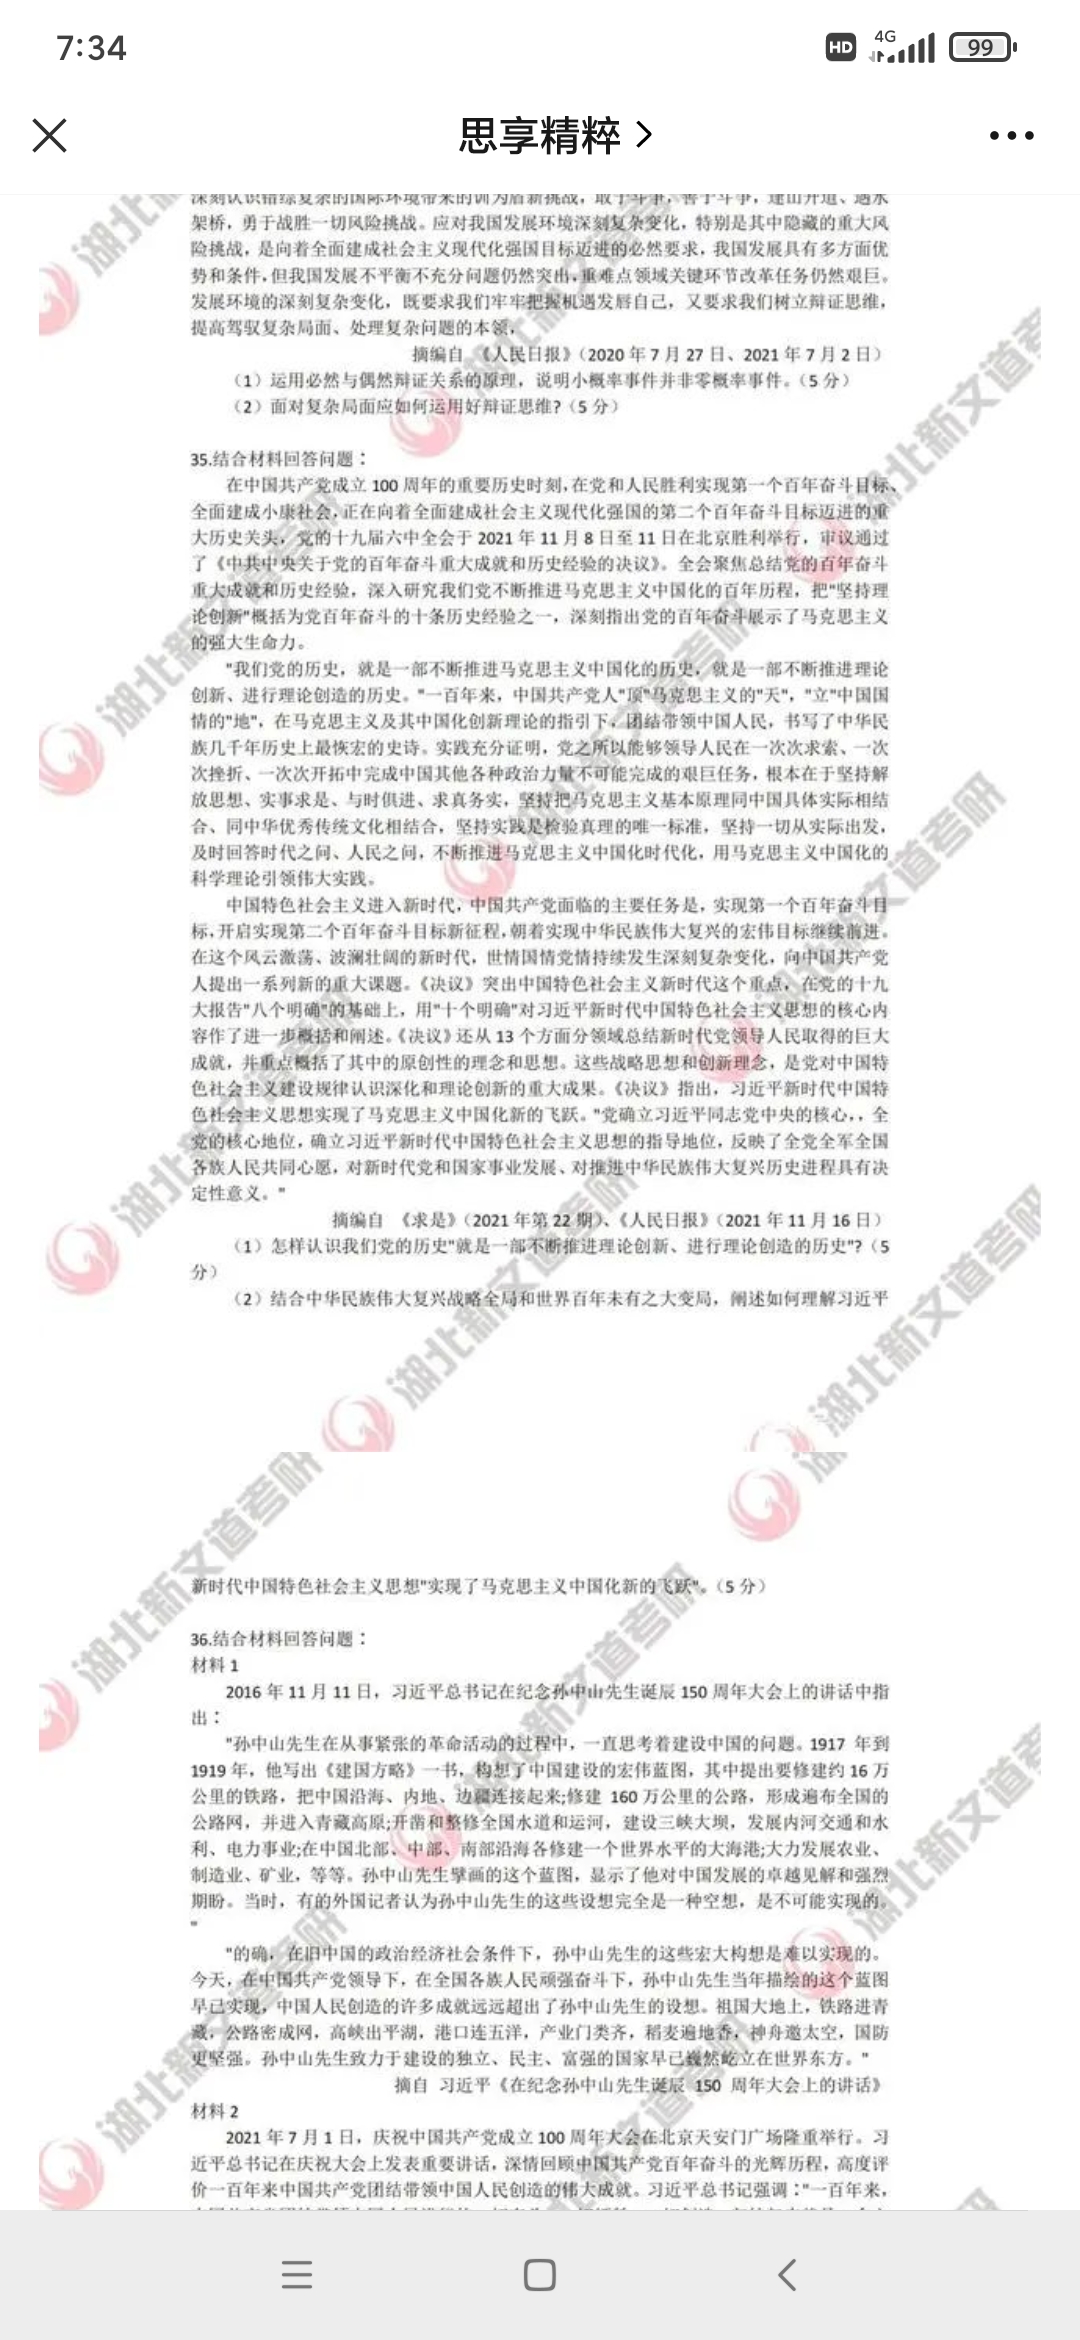 7:34
HD 4G 99
思享精粹
深刻认识错综复杂的国际环境带来的新挑战，敢于斗争，善于斗争，逢山开道、遇水
架桥，勇于战胜一切风险挑战。应对我国发展环境深刻复杂变化，特别是其中隐藏的重大风
险挑战，是向着全面建成社会主义现代化强国目标迈进的必然要求，我国发展具有多方面优
势和条件，但我国发展不平衡不充分问题仍然突出，重难点领域关键环节改革任务仍然艰巨。
发展环境的深刻复杂变化，既要求我们牢牢把握机遇发唇自己，又要求我们树立辩证思维，
提高驾驭复杂局面、处理复杂问题的本领，
摘编自 《人民日报》（2020 年 7 月 27 日、2021 年 7 月 2 日）
（1）运用必然与偶然辩证关系的原理，说明小概率事件并非零概率事件。（5 分）
（2）面对复杂局面应如何运用好辩证思维?（5 分）
35.结合材料回答问题：
在中国共产党成立 100 周年的重要历史时刻，在党和人民胜利实现第一个百年奋斗目标、
全面建成小康社会，正在向着全面建成社会主义现代化强国的第二个百年奋斗目标迈进的重
大历史关头，党的十九届六中全会于 2021 年 11 月 8 日至 11 日在北京胜利举行，审议通过
了《中共中央关于党的百年奋斗重大成就和历史经验的决议》。全会聚焦总结党的百年奋斗
重大成就和历史经验，深入研究我们党不断推进马克思主义中国化的百年历程，把"坚持理
论创新"概括为党百年奋斗的十条历史经验之一，深刻指出党的百年奋斗展示了马克思主义
的强大生命力。
"我们党的历史，就是一部不断推进马克思主义中国化的历史，就是一部不断推进理论
创新、进行理论创造的历史。"一百年来，中国共产党人"顶"马克思主义的"天"，"立"中国国
情的"地"，在马克思主义及其中国化创新理论的指引下，团结带领中国人民，书写了中华民
族几千年历史上最恢宏的史诗。实践充分证明，党之所以能够领导人民在一次次求索、一次
次挫折、一次次开拓中完成中国其他各种政治力量不可能完成的艰巨任务，根本在于坚持解
放思想、实事求是、与时俱进、求真务实，坚持把马克思主义基本原理同中国具体实际相结
合、同中华优秀传统文化相结合，坚持实践是检验真理的唯一标准，坚持一切从实际出发，
及时回答时代之问、人民之问，不断推进马克思主义中国化时代化，用马克思主义中国化的
科学理论引领伟大实践。
中国特色社会主义进入新时代，中国共产党面临的主要任务是，实现第一个百年奋斗目
标，开启实现第二个百年奋斗目标新征程，朝着实现中华民族伟大复兴的宏伟目标继续前进。
在这个风云激荡、波澜壮阔的新时代，世情国情党情持续发生深刻复杂变化，向中国共产党
人提出一系列新的重大课题。《决议》突出中国特色社会主义新时代这个重点，在党的十九
大报告"八个明确"的基础上，用"十个明确"对习近平新时代中国特色社会主义思想的核心内
容作了进一步概括和阐述。《决议》还从 13 个方面分领域总结新时代党领导人民取得的巨大
成就，并重点概括了其中的原创性的理念和思想。这些战略思想和创新理念，是党对中国特
色社会主义建设规律认识深化和理论创新的重大成果。《决议》指出，习近平新时代中国特
色社会主义思想实现了马克思主义中国化新的飞跃。"党确立习近平同志党中央的核心，，全
党的核心地位，确立习近平新时代中国特色社会主义思想的指导地位，反映了全党全军全国
各族人民共同心愿，对新时代党和国家事业发展、对推进中华民族伟大复兴历史进程具有决
定性意义。"
摘编自 《求是》（2021 年第 22 期）、《人民日报》（2021 年 11 月 16 日）
（1）怎样认识我们党的历史"就是一部不断推进理论创新、进行理论创造的历史"?（5
分）
（2）结合中华民族伟大复兴战略全局和世界百年未有之大变局，阐述如何理解习近平
新时代中国特色社会主义思想"实现了马克思主义中国化新的飞跃"。（5 分）
36.结合材料回答问题：
材料 1
2016 年 11 月 11 日，习近平总书记在纪念孙中山先生诞辰 150 周年大会上的讲话中指
出：
"孙中山先生在从事紧张的革命活动的过程中，一直思考着建设中国的问题。1917 年到
1919 年，他写出《建国方略》一书，构想了中国建设的宏伟蓝图，其中提出要修建约 16 万
公里的铁路，把中国沿海、内地、边疆连接起来;修建 160 万公里的公路，形成遍布全国的
公路网，并进入青藏高原;开凿和整修全国水道和运河，建设三峡大坝，发展内河交通和水
利、电力事业;在中国北部、中部、南部沿海各修建一个世界水平的大海港;大力发展农业、
制造业、矿业，等等。孙中山先生擘画的这个蓝图，显示了他对中国发展的卓越见解和强烈
期盼。当时，有的外国记者认为孙中山先生的这些设想完全是一种空想，是不可能实现的。
"
"的确，在旧中国的政治经济社会条件下，孙中山先生的这些宏大构想是难以实现的。
今天，在中国共产党领导下，在全国各族人民顽强奋斗下，孙中山先生当年描绘的这个蓝图
早已实现，中国人民创造的许多成就远远超出了孙中山先生的设想。祖国大地上，铁路进青
藏，公路密成网，高峡出平湖，港口连五洋，产业门类齐，稻麦遍地香，神舟邀太空，国防
更坚强。孙中山先生致力于建设的独立、民主、富强的国家早已巍然屹立在世界东方。"
摘自 习近平《在纪念孙中山先生诞辰 150 周年大会上的讲话》
材料 2
2021 年 7 月 1 日，庆祝中国共产党成立 100 周年大会在北京天安门广场隆重举行。习
近平总书记在庆祝大会上发表重要讲话，深情回顾中国共产党百年奋斗的光辉历程，高度评
价一百年来中国共产党团结带领中国人民创造的伟大成就。习近平总书记强调："一百年来，
湖北新文道考研